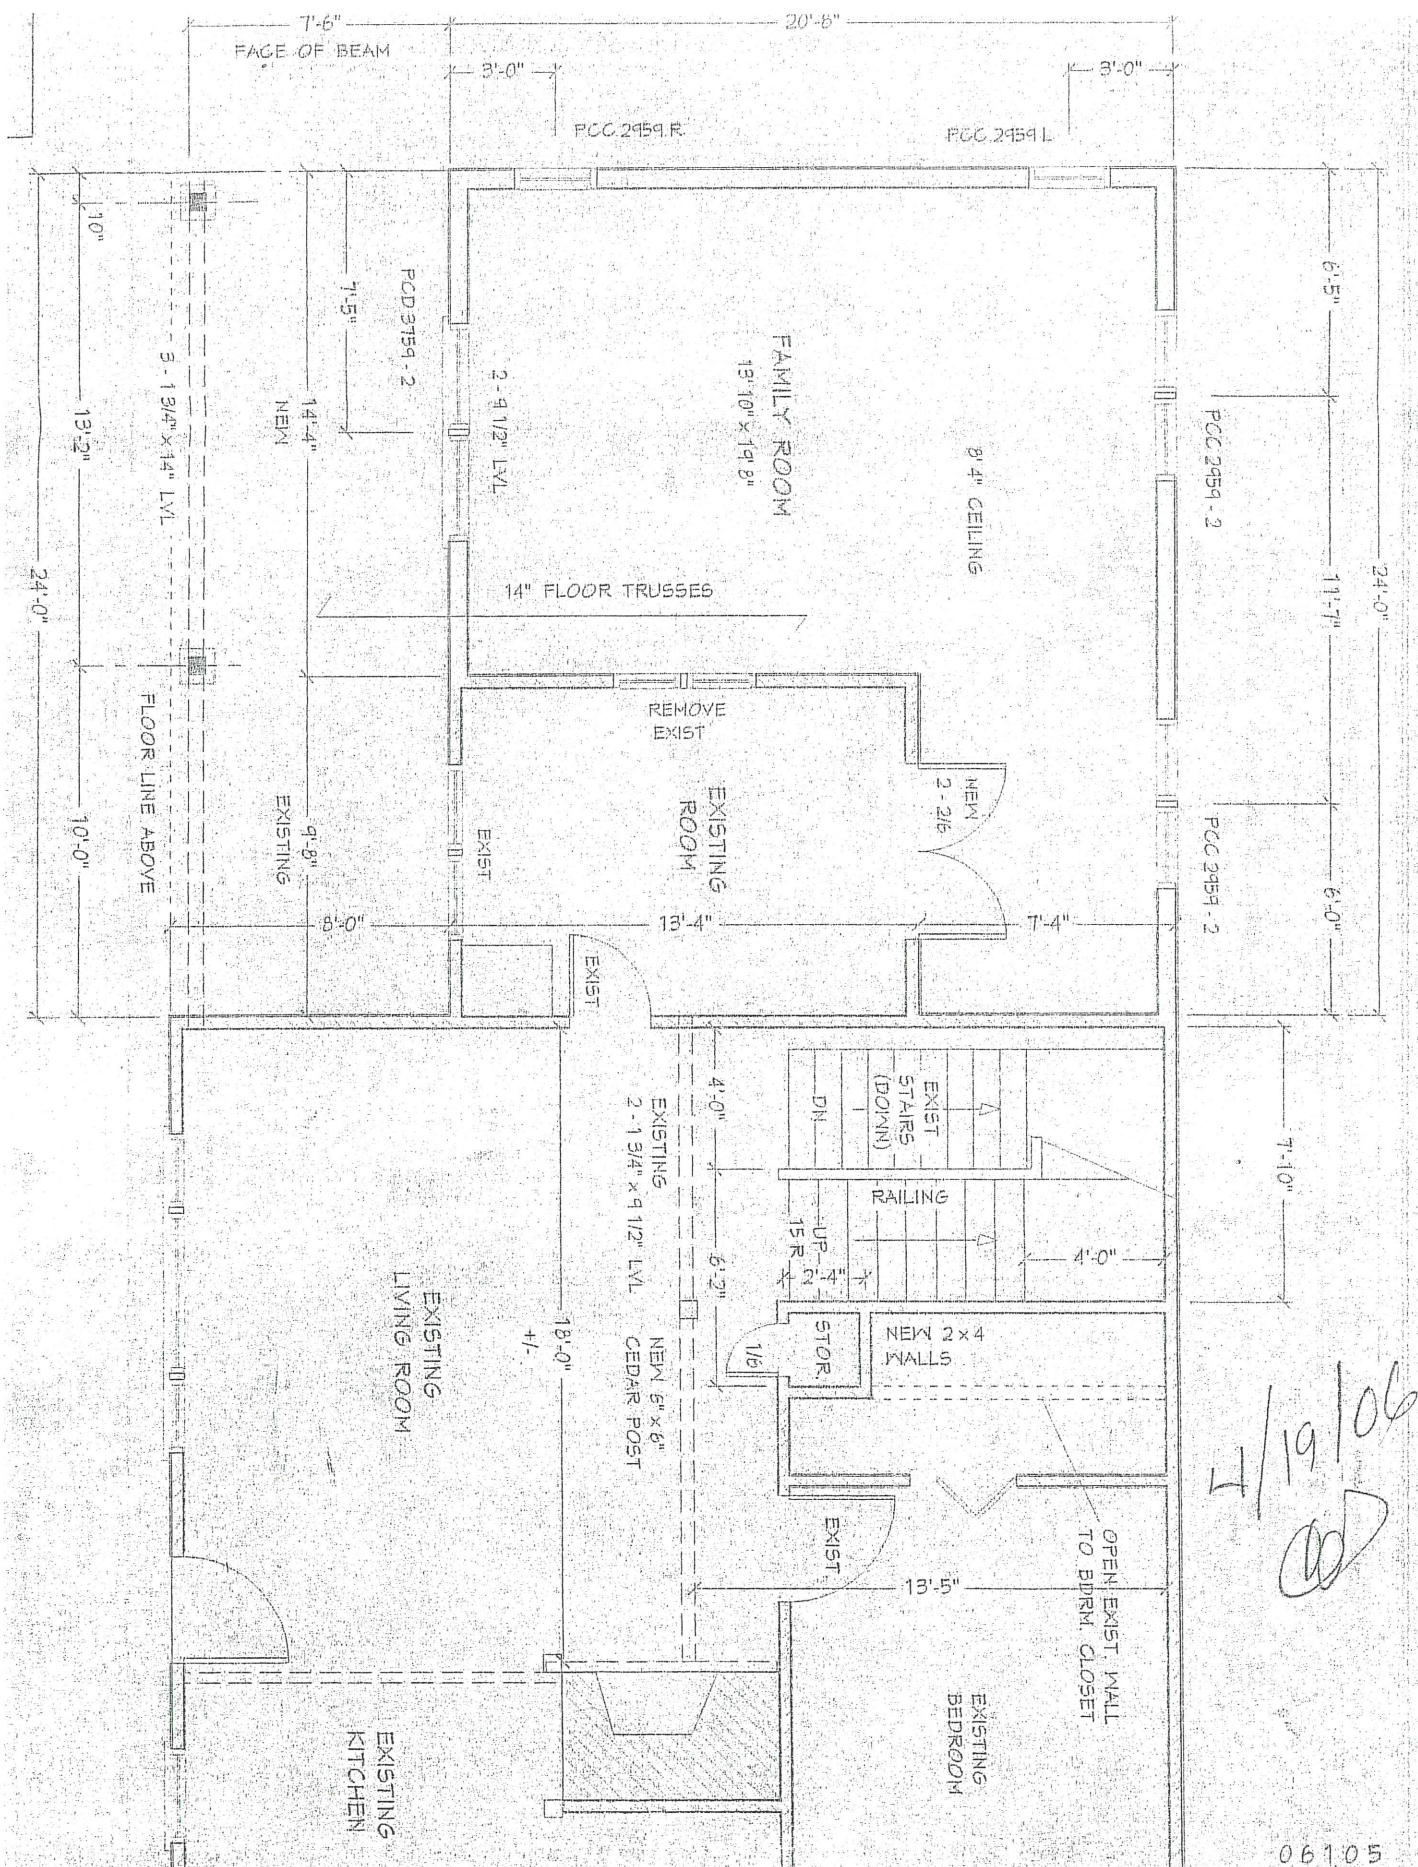 7'-6"
FACE OF BEAM
20'-8"
3'-0"
3'-0"
PCC 2959 R
PCC 2959 L
10"
13'-2"
10'-0"
24'-0"
3 - 1 3/4" x 14" LVL
FLOOR LINE ABOVE
14'-4"
NEW
9'-8"
EXISTING
7'-5"
PCD 3759 - 2
2 - 9 1/2" LVL
FAMILY ROOM
13'10" x 19'8"
8'4" CEILING
6'-5"
PCC 2959 - 2
11'-7"
24'-0"
PCC 2959 - 2
6'-0"
14" FLOOR TRUSSES
REMOVE
EXIST
NEW
2 - 2/6
EXISTING
ROOM
EXIST
8'-0"
13'-4"
7'-4"
EXIST
4'-0"
EXIST
STAIRS
(DOWN)
DN
7'-10"
RAILING
UP
15 R
6'-2"
2'-4"
4'-0"
EXISTING
2 - 1 3/4" x 9 1/2" LVL
NEW 6" x 6"
CEDAR POST
18'-0"
+/-
STOR.
1/6
NEW 2 x 4
WALLS
EXISTING
LIVING ROOM
4/19/06
EXIST.
13'-5"
OPEN EXIST. WALL
TO BDRM. CLOSET
EXISTING
BEDROOM
EXISTING
KITCHEN
06105